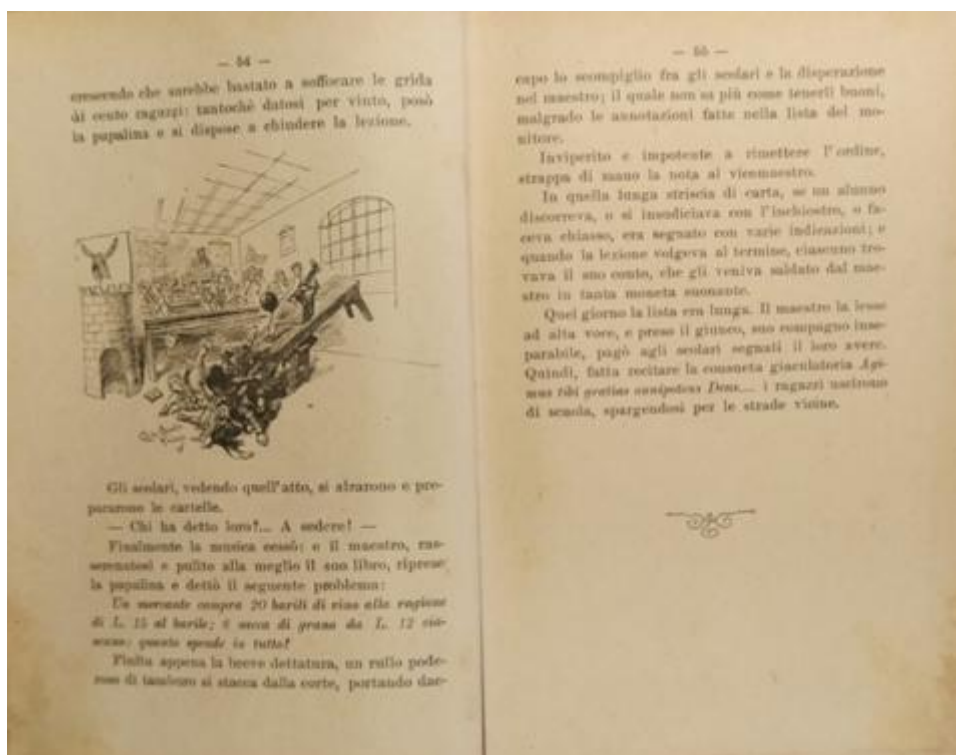 — 54 —
crescendo che sarebbe bastato a soffocare le grida
di cento ragazzi: tantochè datosi per vinto, posò
la papalina e si dispose a chiudere la lezione.
Gli scolari, vedendo quell'atto, si alzarono e pre-
pararono le cartelle.
— Chi ha detto loro?... A sedere! —
Finalmente la musica cessò: e il maestro, ras-
serenatosi e pulito alla meglio il suo libro, riprese
la papalina e dettò il seguente problema:
Un mercante compra 20 barili di vino alla ragione
di L. 15 al barile; 6 sacca di grano da L. 12 cia-
scuno: quanto spende in tutto?
Finita appena la breve dettatura, un rullo pode-
roso di tamburo si stacca dalla corte, portando dac-
— 55 —
capo lo scompiglio fra gli scolari e la disperazione
nel maestro; il quale non sa più come tenerli buoni,
malgrado le annotazioni fatte nella lista del mo-
nitore.
Inviperito e impotente a rimettere l'ordine,
strappa di mano la nota al vicemaestro.
In quella lunga striscia di carta, se un alunno
discorreva, o si insudiciava con l'inchiostro, o fa-
ceva chiasso, era segnato con varie indicazioni; e
quando la lezione volgeva al termine, ciascuno tro-
vava il suo conto, che gli veniva saldato dal mae-
stro in tanta moneta suonante.
Quel giorno la lista era lunga. Il maestro la lesse
ad alta voce, e preso il giunco, suo compagno inse-
parabile, pagò agli scolari segnati il loro avere.
Quindi, fatta recitare la consueta giaculatoria Agi-
mus tibi gratias omnipotens Deus... i ragazzi uscirono
di scuola, spargendosi per le strade vicine.